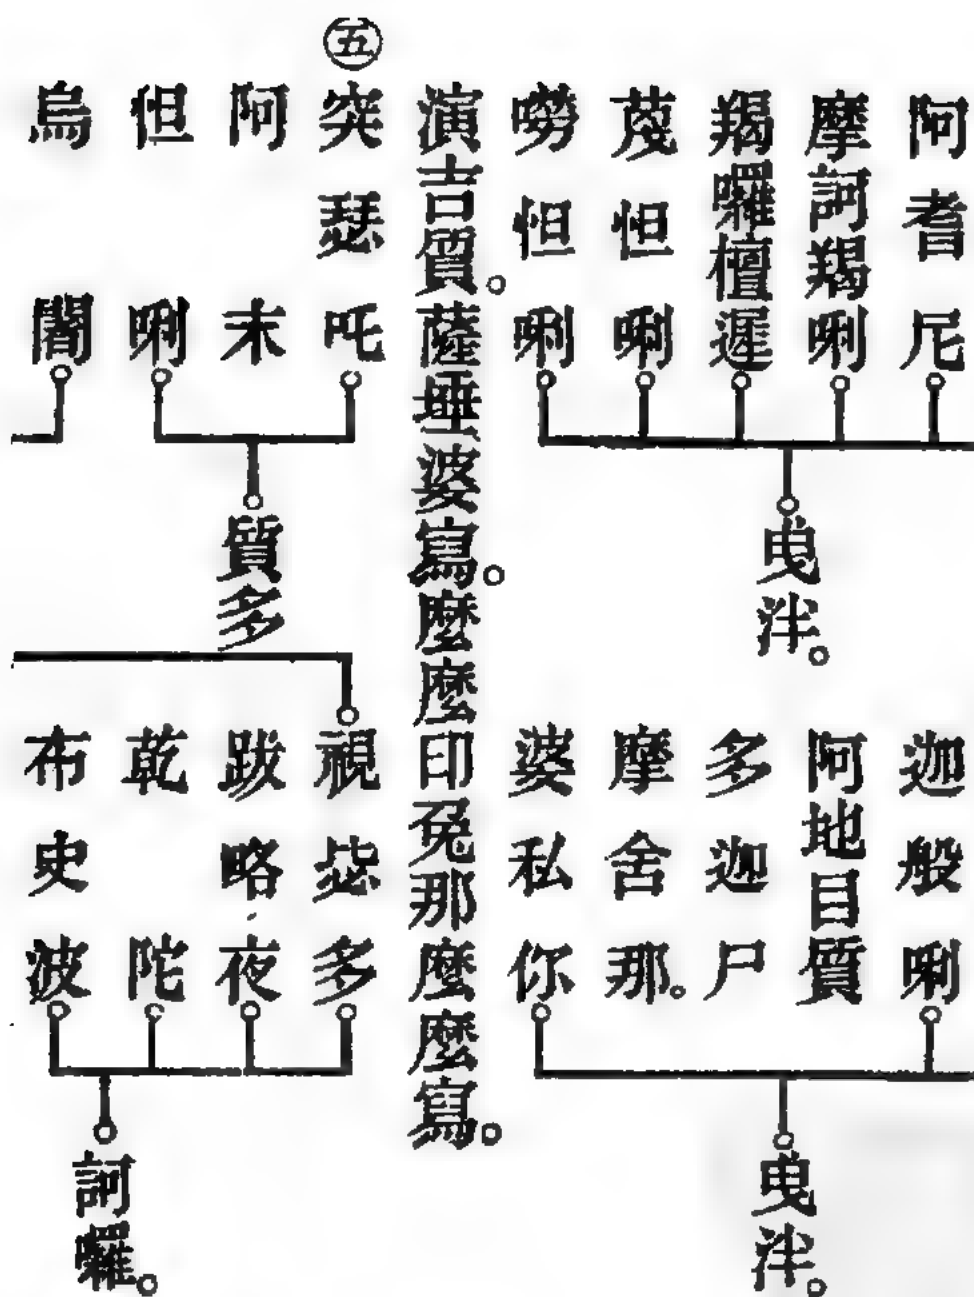 阿耆尼
摩訶羯唎
羯囉檀遲
蔑怛唎
嘮怛唎
曳泮。
迦般唎
阿地目質
多迦尸
摩舍那。
婆私你
曳泮。
演吉質。薩埵婆寫。麼麼印兔那麼麼寫。
㊄
突瑟吒
阿末
怛唎
烏闍
質多
視毖多
跋略夜
乾陀
布史波
訶囉。